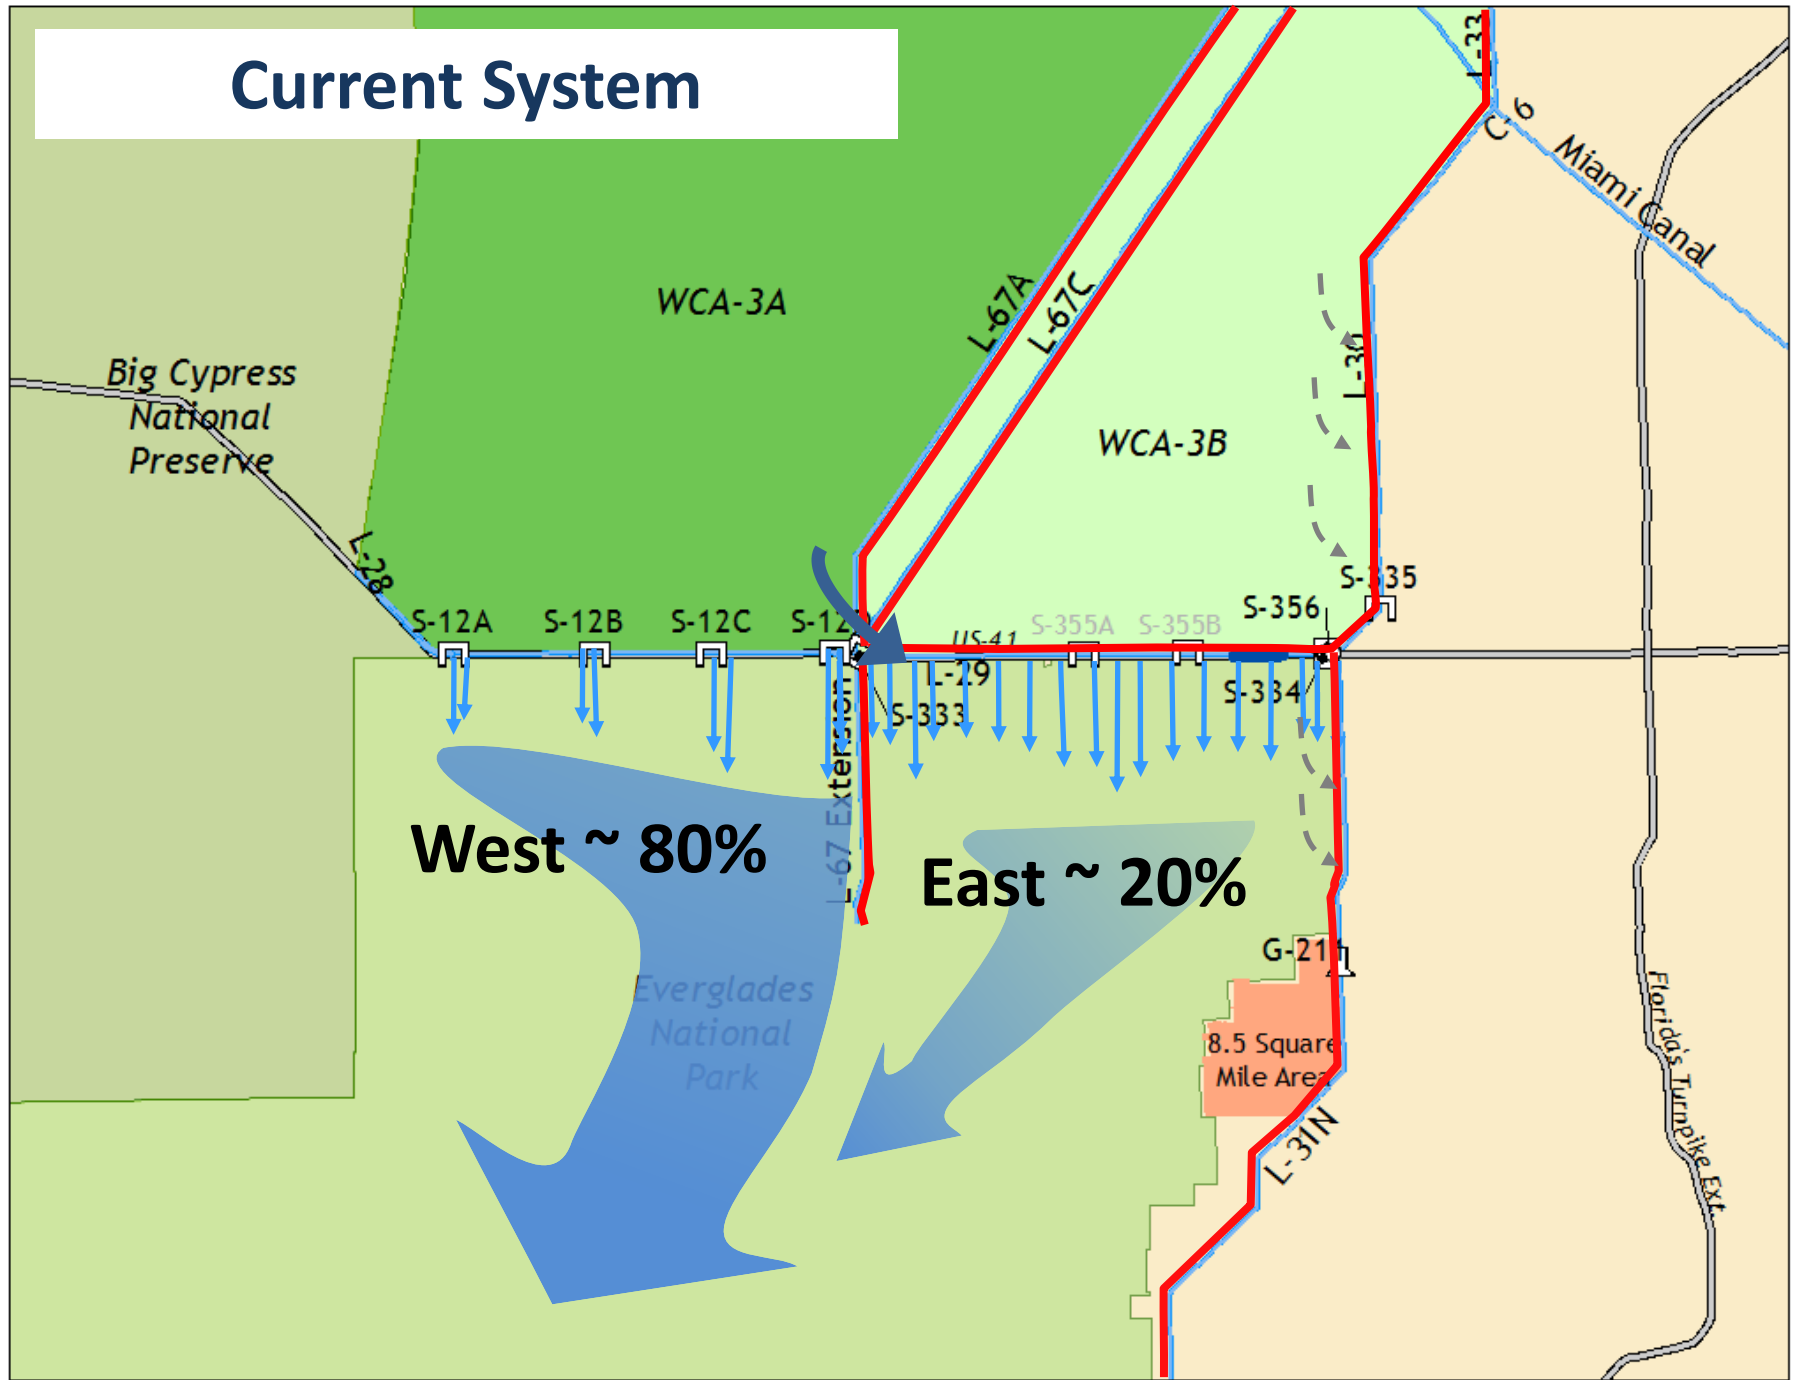 Current System
L-33
C-6
Miami Canal
WCA-3A
L-67A
L-67C
L-30
Big Cypress
National
Preserve
WCA-3B
L-28
S-335
S-356
S-12A
S-12B
S-12C
S-12D
US-41
S-355A
S-355B
L-29
S-334
S-333
L-67 Extension
West ~ 80%
East ~ 20%
G-211
Everglades
National
Park
8.5 Square
Mile Area
L-31N
Florida's Turnpike Ext.